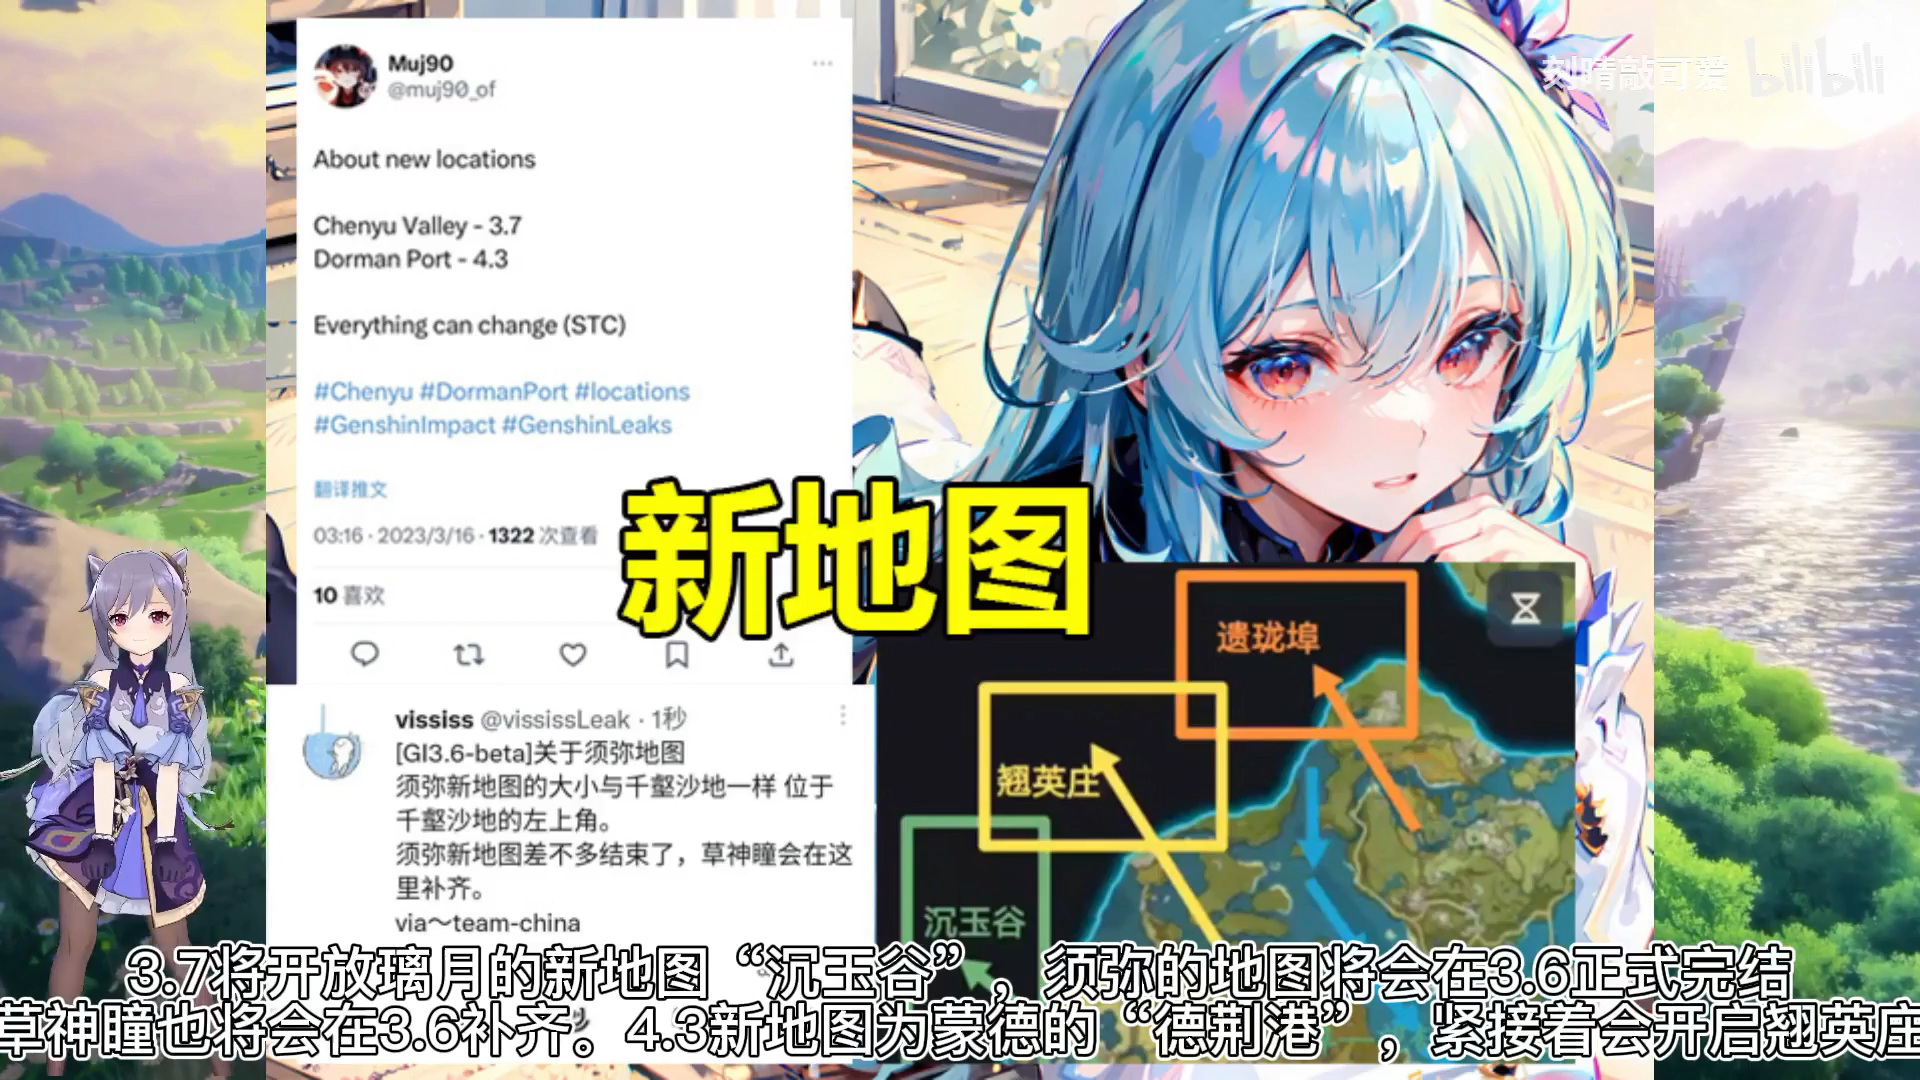 Muj90
@muj90_of
About new locations
Chenyu Valley - 3.7
Dorman Port - 4.3
Everything can change (STC)
#Chenyu #DormanPort #locations
#GenshinImpact #GenshinLeaks
翻译推文
03:16 · 2023/3/16 · 1322 次查看
10 喜欢
刻晴敲可爱 bilibili
新地图
vississ @vississLeak · 1秒
[GI3.6-beta]关于须弥地图
须弥新地图的大小与千壑沙地一样 位于
千壑沙地的左上角。
须弥新地图差不多结束了，草神瞳会在这
里补齐。
via～team-china
遗珑埠
翘英庄
沉玉谷
3.7将开放璃月的新地图“沉玉谷”，须弥的地图将会在3.6正式完结
草神瞳也将会在3.6补齐。4.3新地图为蒙德的“德荆港”，紧接着会开启翘英庄